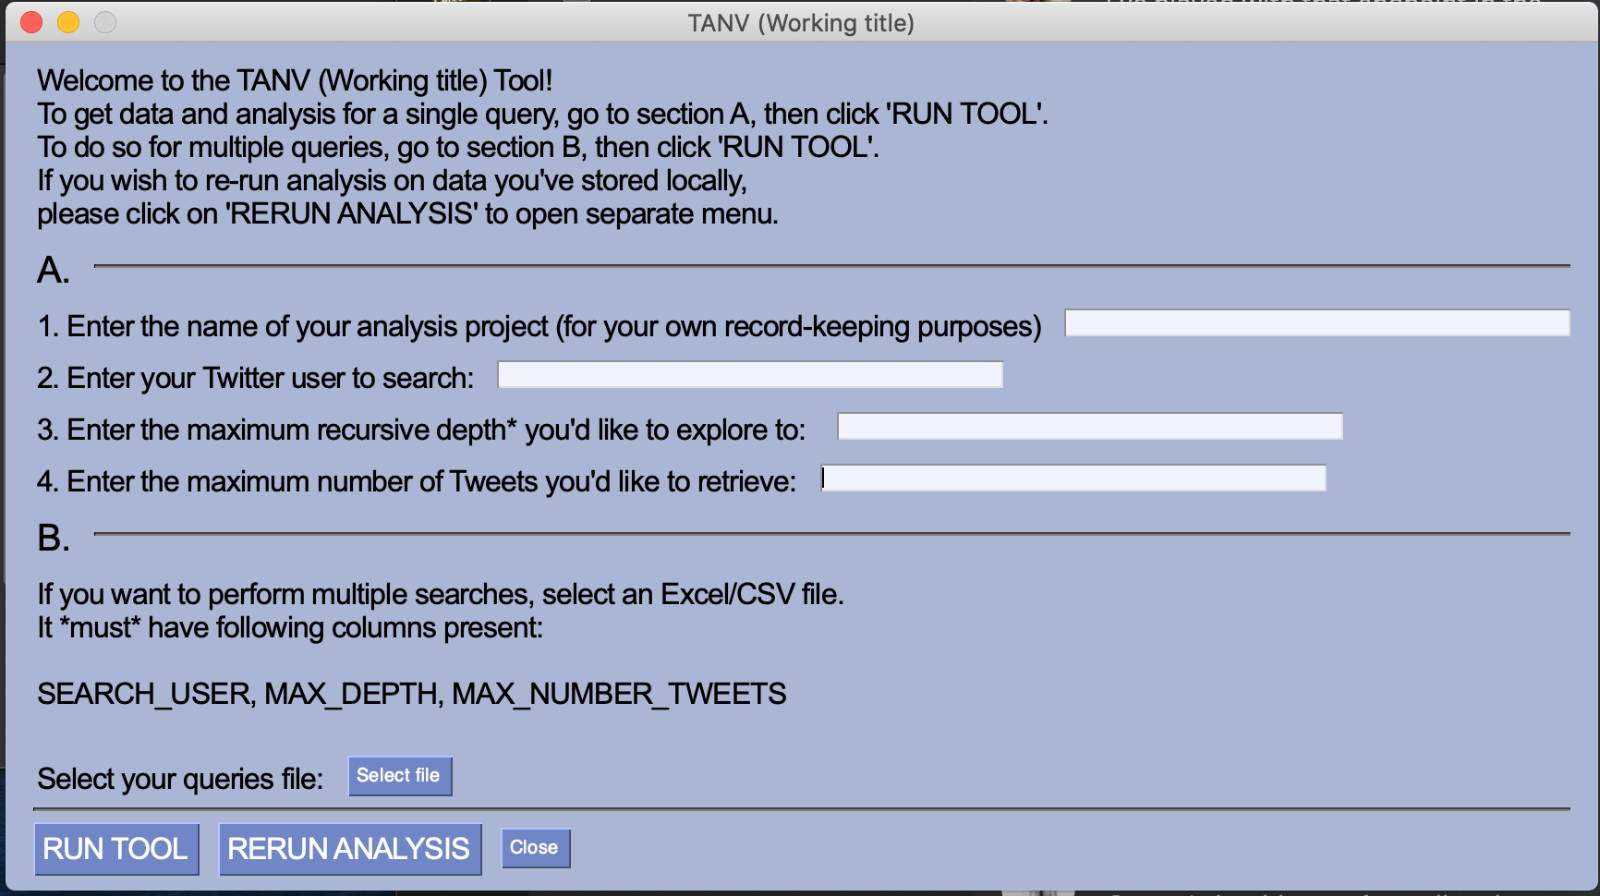 TANV (Working title)
Welcome to the TANV (Working title) Tool!
To get data and analysis for a single query, go to section A, then click 'RUN TOOL'.
To do so for multiple queries, go to section B, then click 'RUN TOOL'.
If you wish to re-run analysis on data you've stored locally,
please click on 'RERUN ANALYSIS' to open separate menu.
A.
1. Enter the name of your analysis project (for your own record-keeping purposes)
2. Enter your Twitter user to search:
3. Enter the maximum recursive depth* you'd like to explore to:
4. Enter the maximum number of Tweets you'd like to retrieve:
B.
If you want to perform multiple searches, select an Excel/CSV file.
It *must* have following columns present:
SEARCH_USER, MAX_DEPTH, MAX_NUMBER_TWEETS
Select your queries file: Select file
RUN TOOL RERUN ANALYSIS Close